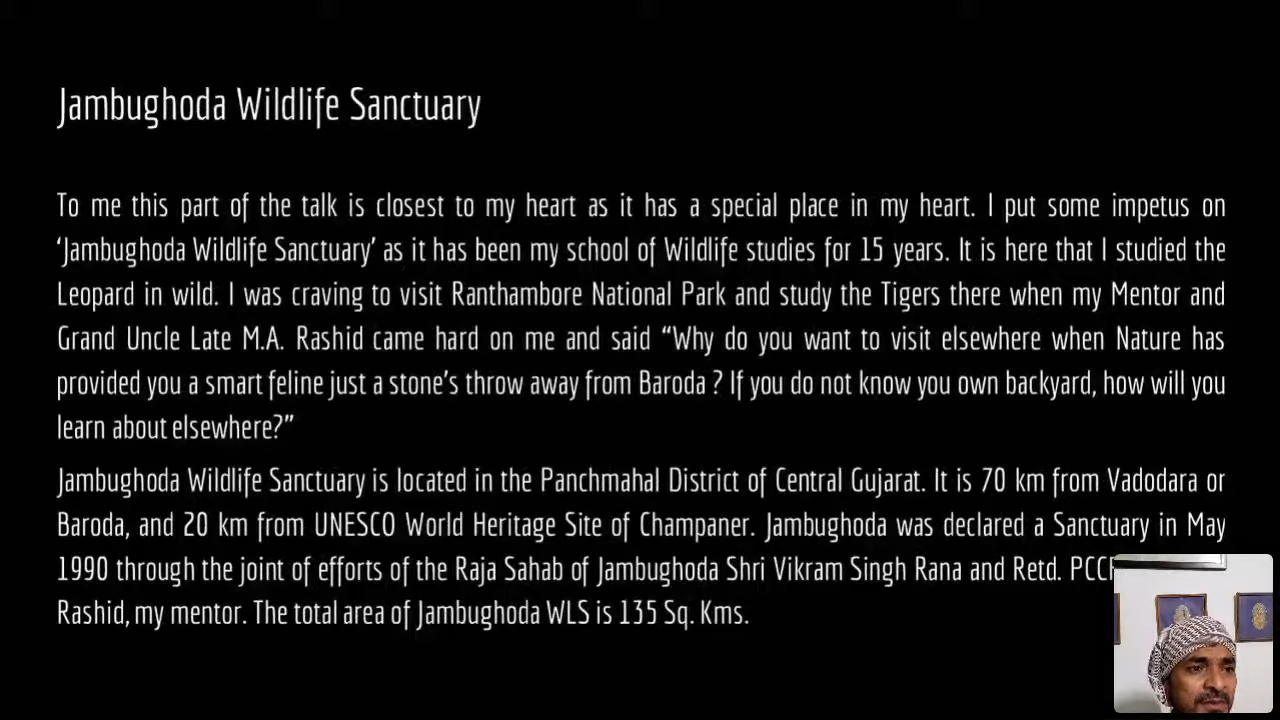 Jambughoda Wildlife Sanctuary
To me this part of the talk is closest to my heart as it has a special place in my heart. I put some impetus on
‘Jambughoda Wildlife Sanctuary’ as it has been my school of Wildlife studies for 15 years. It is here that I studied the
Leopard in wild. I was craving to visit Ranthambore National Park and study the Tigers there when my Mentor and
Grand Uncle Late M.A. Rashid came hard on me and said “Why do you want to visit elsewhere when Nature has
provided you a smart feline just a stone’s throw away from Baroda ? If you do not know you own backyard, how will you
learn about elsewhere?”
Jambughoda Wildlife Sanctuary is located in the Panchmahal District of Central Gujarat. It is 70 km from Vadodara or
Baroda, and 20 km from UNESCO World Heritage Site of Champaner. Jambughoda was declared a Sanctuary in May
1990 through the joint of efforts of the Raja Sahab of Jambughoda Shri Vikram Singh Rana and Retd.
Rashid, my mentor. The total area of Jambughoda WLS is 135 Sq. Kms.